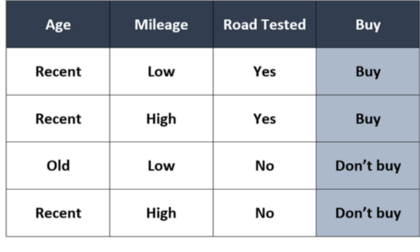 Age Mileage Road Tested Buy
Recent Low Yes Buy
Recent High Yes Buy
Old Low No Don’t buy
Recent High No Don’t buy